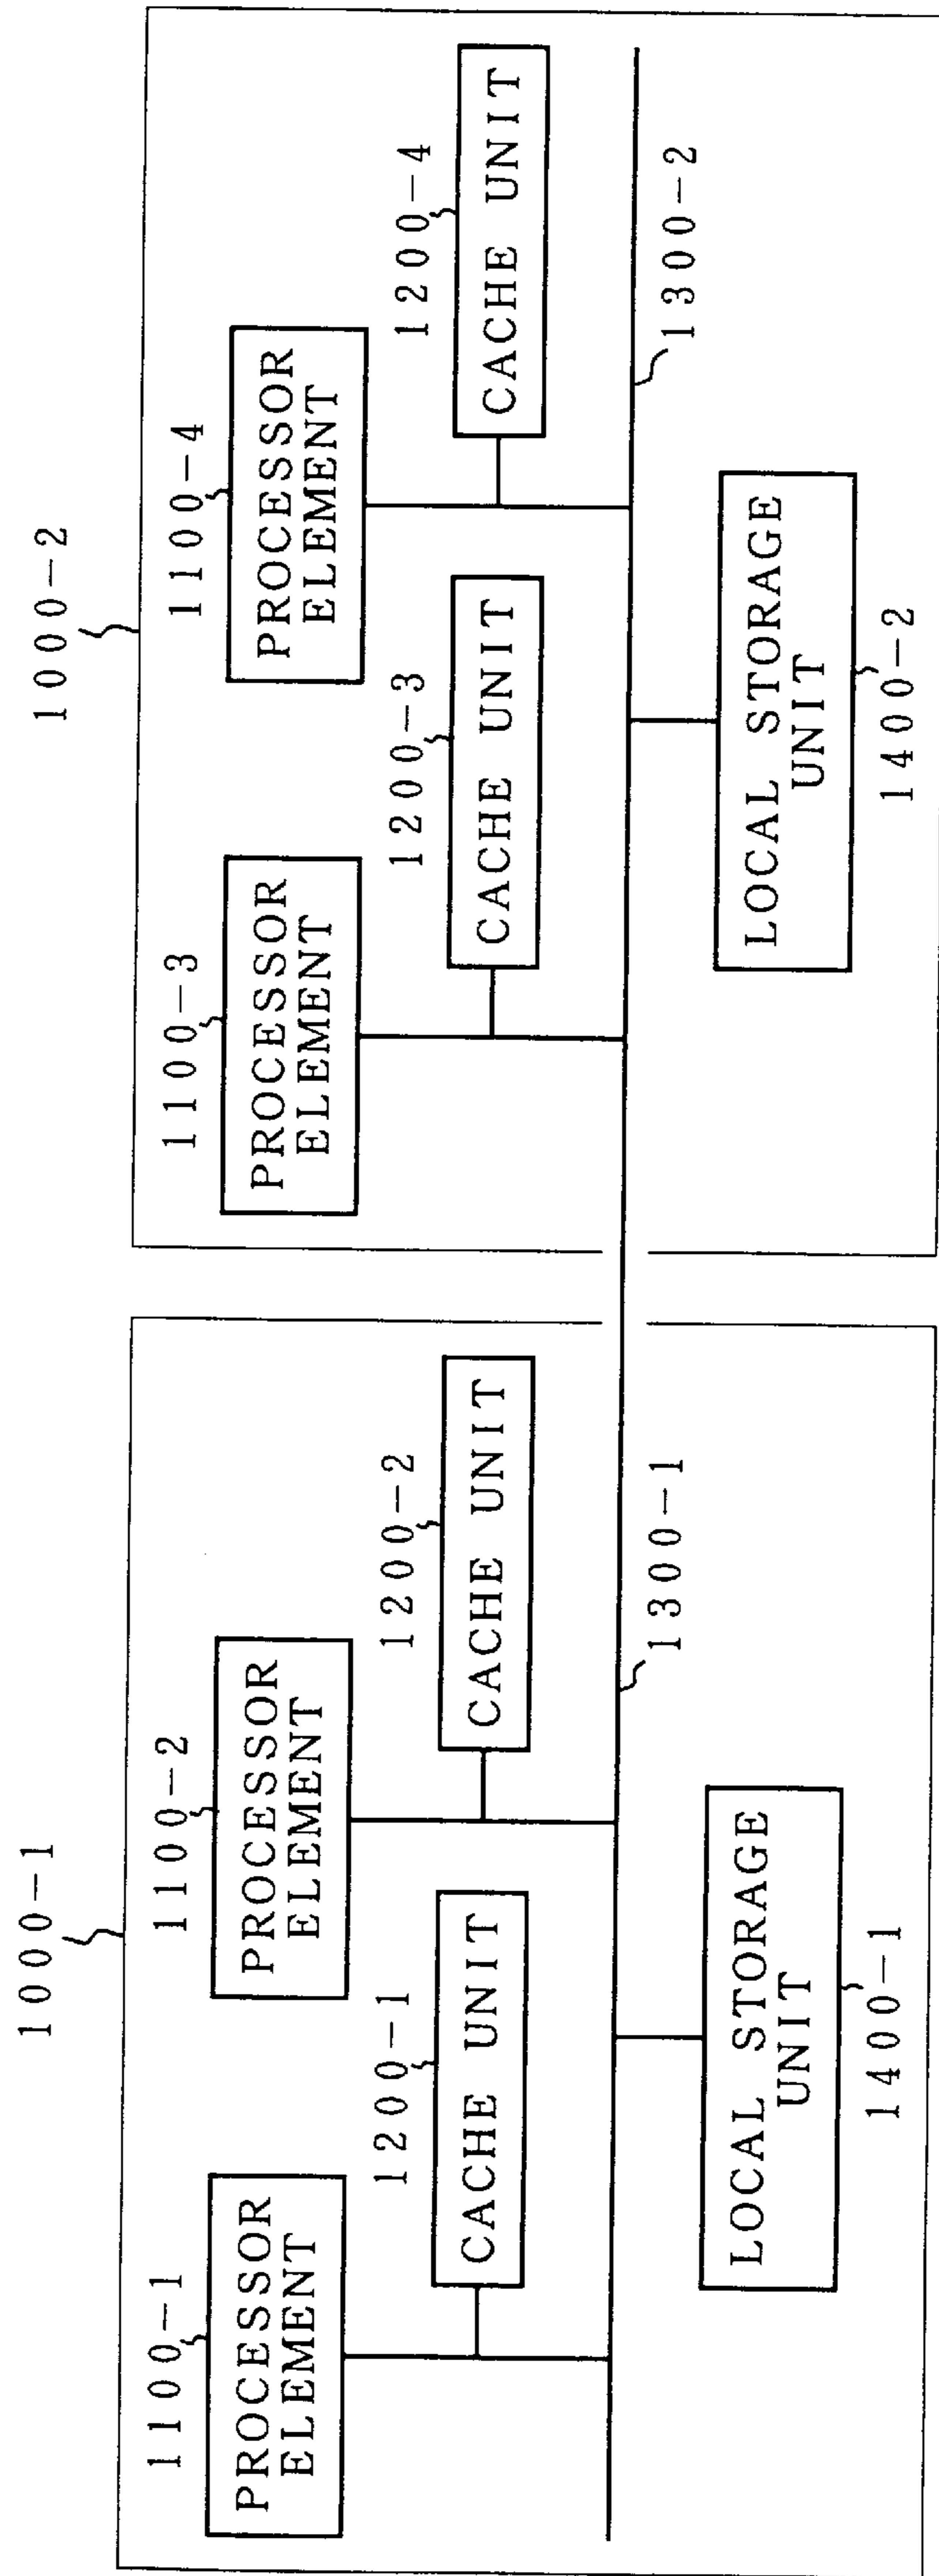 1000-1
1100-1
PROCESSOR
ELEMENT
1200-1
CACHE UNIT
1100-2
PROCESSOR
ELEMENT
1200-2
CACHE UNIT
1300-1
LOCAL STORAGE
UNIT
1400-1
1000-2
1100-3
PROCESSOR
ELEMENT
1200-3
CACHE UNIT
1100-4
PROCESSOR
ELEMENT
1200-4
CACHE UNIT
1300-2
LOCAL STORAGE
UNIT
1400-2